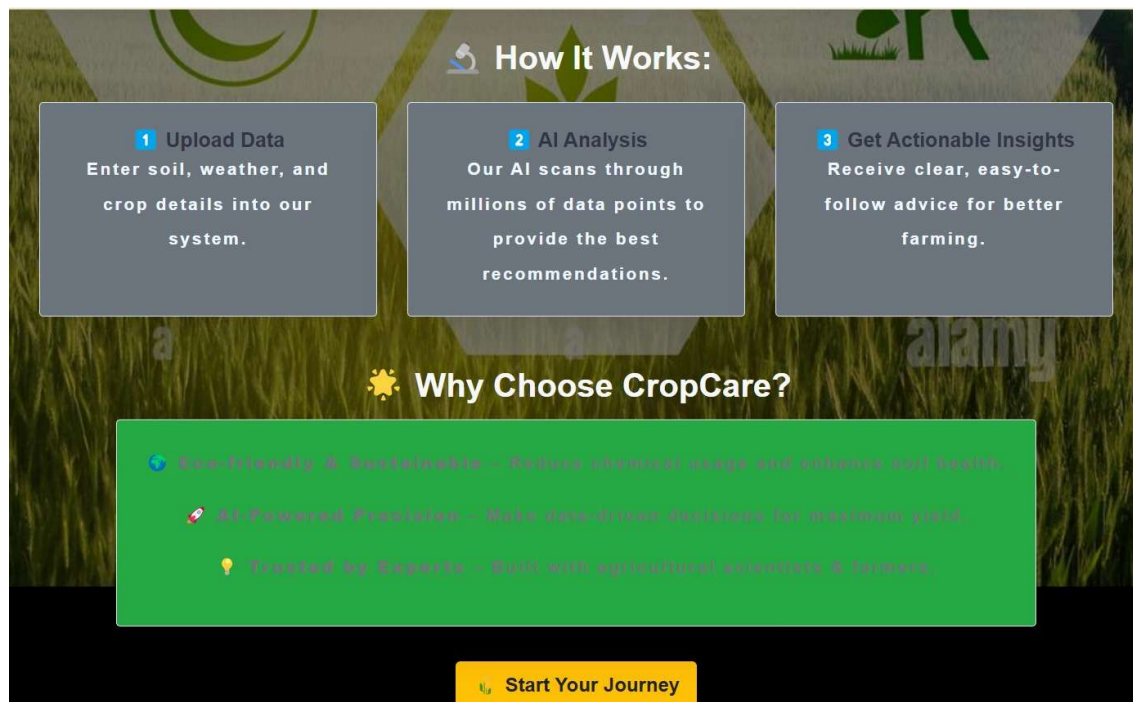 🔬 How It Works:
1 Upload Data
Enter soil, weather, and
crop details into our
system.
2 AI Analysis
Our AI scans through
millions of data points to
provide the best
recommendations.
3 Get Actionable Insights
Receive clear, easy-to-
follow advice for better
farming.
a
a
alamy
🌟 Why Choose CropCare?
🌍 Eco-friendly & Sustainable – Reduce chemical usage and enhance soil health.
🚀 AI-Powered Precision – Make data-driven decisions for maximum yield.
💡 Trusted by Experts – Built with agricultural scientists & farmers.
🌾 Start Your Journey